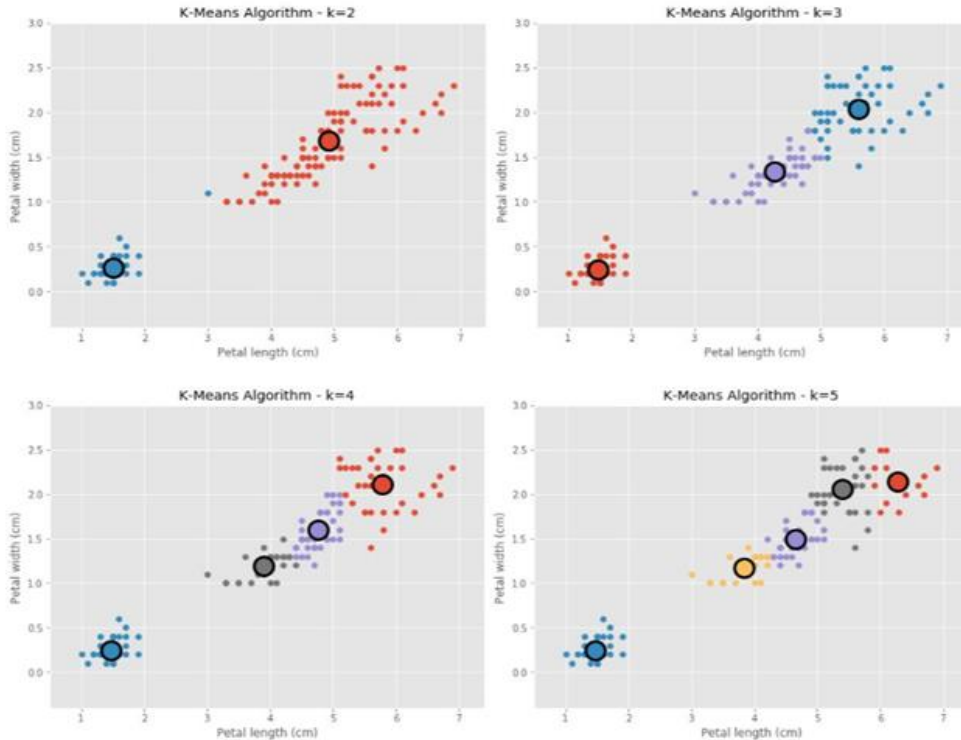 K-Means Algorithm - k=2
3.0
2.5
2.0
1.5
1.0
0.5
0.0
Petal width (cm)
1 2 3 4 5 6 7
Petal length (cm)
K-Means Algorithm - k=3
3.0
2.5
2.0
1.5
1.0
0.5
0.0
Petal width (cm)
1 2 3 4 5 6 7
Petal length (cm)
K-Means Algorithm - k=4
3.0
2.5
2.0
1.5
1.0
0.5
0.0
Petal width (cm)
1 2 3 4 5 6 7
Petal length (cm)
K-Means Algorithm - k=5
3.0
2.5
2.0
1.5
1.0
0.5
0.0
Petal width (cm)
1 2 3 4 5 6 7
Petal length (cm)